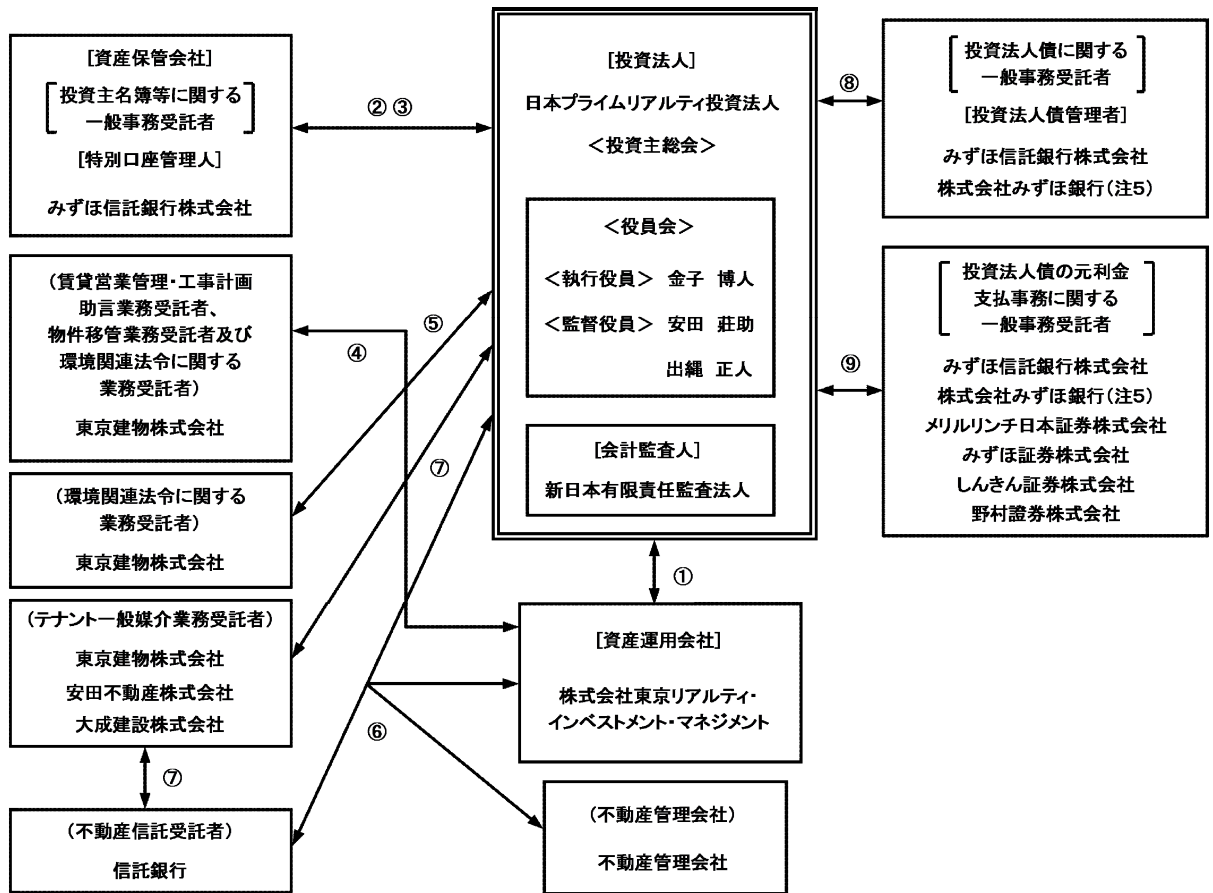 [資産保管会社]
投資主名簿等に関する
一般事務受託者
[特別口座管理人]
みずほ信託銀行株式会社
②③
[投資法人]
日本プライムリアルティ投資法人
＜投資主総会＞
＜役員会＞
＜執行役員＞ 金子 博人
＜監督役員＞ 安田 莊助
出縄 正人
[会計監査人]
新日本有限責任監査法人
⑧
投資法人債に関する
一般事務受託者
[投資法人債管理者]
みずほ信託銀行株式会社
株式会社みずほ銀行（注5）
⑨
投資法人債の元利金
支払事務に関する
一般事務受託者
みずほ信託銀行株式会社
株式会社みずほ銀行（注5）
メリルリンチ日本証券株式会社
みずほ証券株式会社
しんきん証券株式会社
野村證券株式会社
（賃貸営業管理・工事計画
助言業務受託者、
物件移管業務受託者及び
環境関連法令に関する
業務受託者）
東京建物株式会社
④
⑤
（環境関連法令に関する
業務受託者）
東京建物株式会社
⑦
（テナント一般媒介業務受託者）
東京建物株式会社
安田不動産株式会社
大成建設株式会社
⑦
（不動産信託受託者）
信託銀行
⑥
①
[資産運用会社]
株式会社東京リアルティ・
インベストメント・マネジメント
（不動産管理会社）
不動産管理会社